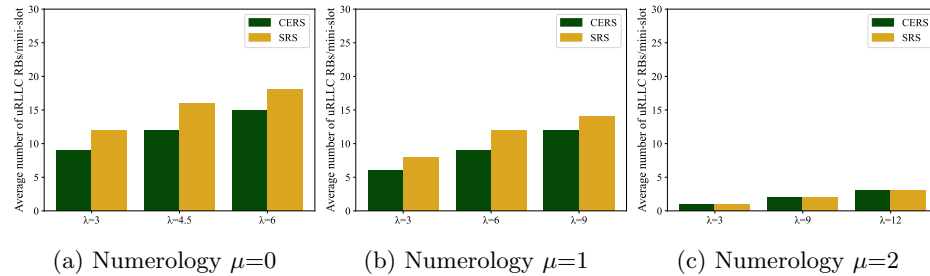 Average number of uRLLC RBs/mini-slot
30
25
20
15
10
5
0
CERS
SRS
λ=3
λ=4.5
λ=6
(a) Numerology μ=0
Average number of uRLLC RBs/mini-slot
30
25
20
15
10
5
0
CERS
SRS
λ=3
λ=6
λ=9
(b) Numerology μ=1
Average number of uRLLC RBs/mini-slot
30
25
20
15
10
5
0
CERS
SRS
λ=3
λ=9
λ=12
(c) Numerology μ=2